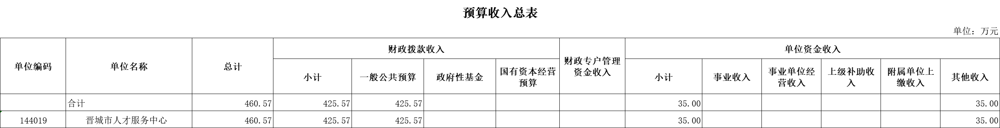 预算收入总表
单位：万元
单位编码 单位名称 总计 财政拨款收入 财政专户管理资金收入 单位资金收入
小计 一般公共预算 政府性基金 国有资本经营预算 小计 事业收入 事业单位经营收入 上级补助收入 附属单位上缴收入 其他收入
合计 460.57 425.57 425.57 35.00 35.00
144019 晋城市人才服务中心 460.57 425.57 425.57 35.00 35.00